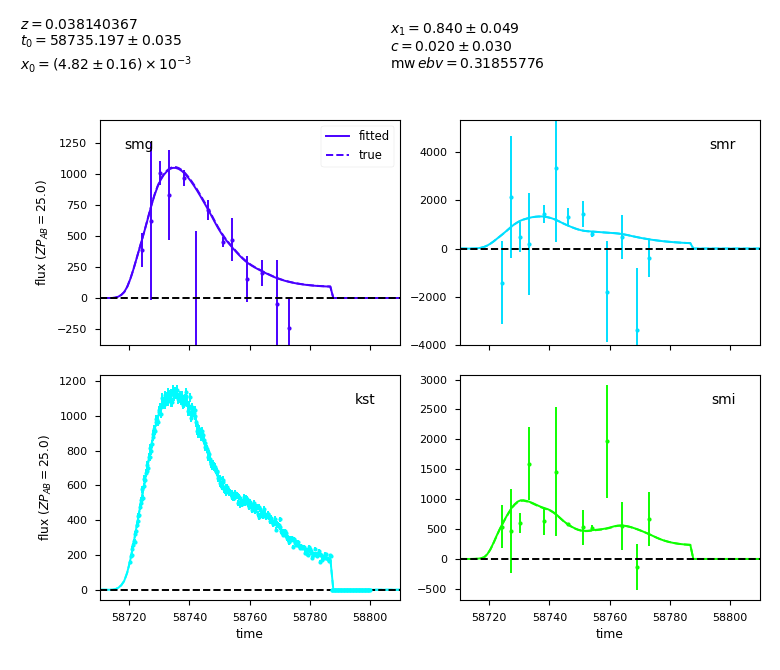 z = 0.038140367
t₀ = 58735.197 ± 0.035
x₀ = (4.82 ± 0.16) × 10⁻³
x₁ = 0.840 ± 0.049
c = 0.020 ± 0.030
mw ebv = 0.31855776
smg
fitted
true
flux (ZP_AB = 25.0)
1250
1000
750
500
250
0
−250
smr
4000
2000
0
−2000
−4000
kst
flux (ZP_AB = 25.0)
1200
1000
800
600
400
200
0
58720 58740 58760 58780 58800
time
smi
3000
2500
2000
1500
1000
500
0
−500
58720 58740 58760 58780 58800
time